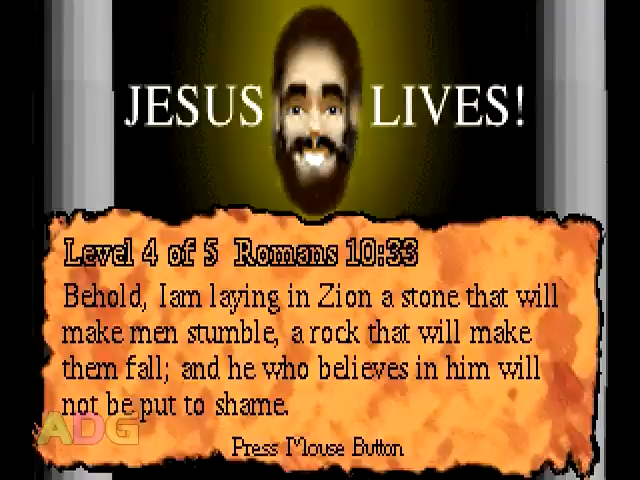 JESUS LIVES!
Level 4 of 5 Romans 10:33
Behold, I am laying in Zion a stone that will
make men stumble, a rock that will make
them fall; and he who believes in him will
not be put to shame.
ADG
Press Mouse Button